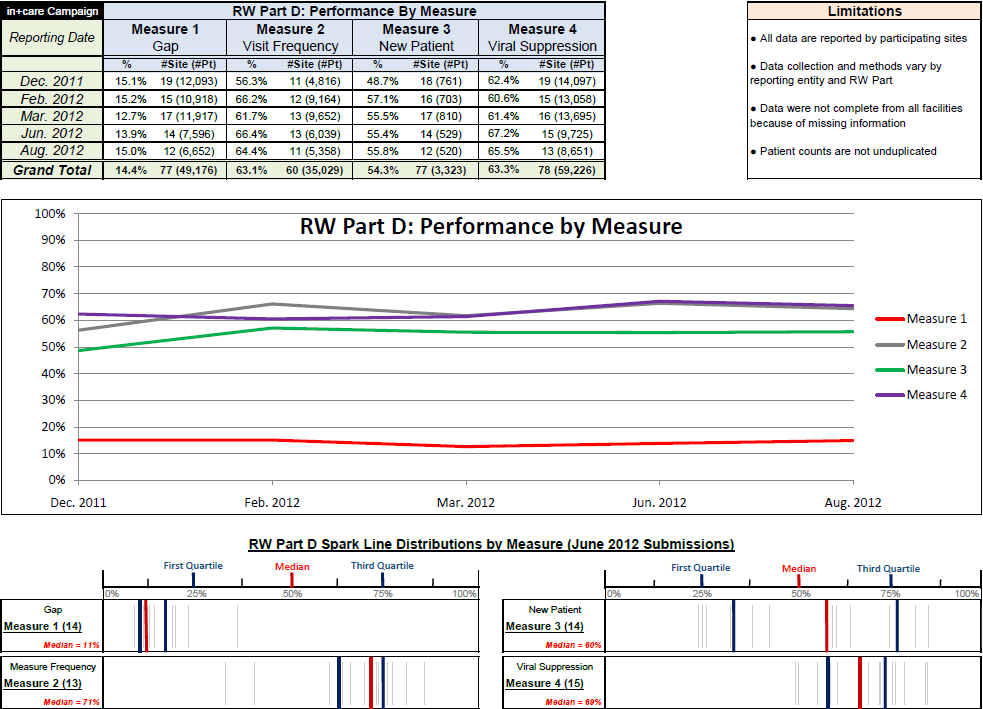 in+care Campaign RW Part D: Performance By Measure
Reporting Date Measure 1 Measure 2 Measure 3 Measure 4
Gap Visit Frequency New Patient Viral Suppression
% #Site (#Pt) % #Site (#Pt) % #Site (#Pt) % #Site (#Pt)
Dec. 2011 15.1% 19 (12,093) 56.3% 11 (4,816) 48.7% 18 (761) 62.4% 19 (14,097)
Feb. 2012 15.2% 15 (10,918) 66.2% 12 (9,164) 57.1% 16 (703) 60.6% 15 (13,058)
Mar. 2012 12.7% 17 (11,917) 61.7% 13 (9,652) 55.5% 17 (810) 61.4% 16 (13,695)
Jun. 2012 13.9% 14 (7,596) 66.4% 13 (6,039) 55.4% 14 (529) 67.2% 15 (9,725)
Aug. 2012 15.0% 12 (6,652) 64.4% 11 (5,358) 55.8% 12 (520) 65.5% 13 (8,651)
Grand Total 14.4% 77 (49,176) 63.1% 60 (35,029) 54.3% 77 (3,323) 63.3% 78 (59,226)
Limitations
● All data are reported by participating sites
● Data collection and methods vary by
reporting entity and RW Part
● Data were not complete from all facilities
because of missing information
● Patient counts are not unduplicated
RW Part D: Performance by Measure
100%
90%
80%
70%
60%
50%
40%
30%
20%
10%
0%
Dec. 2011 Feb. 2012 Mar. 2012 Jun. 2012 Aug. 2012
Measure 1
Measure 2
Measure 3
Measure 4
RW Part D Spark Line Distributions by Measure (June 2012 Submissions)
First Quartile Median Third Quartile
0% 25% 50% 75% 100%
Gap
Measure 1 (14)
Median = 11%
Measure Frequency
Measure 2 (13)
Median = 71%
First Quartile Median Third Quartile
0% 25% 50% 75% 100%
New Patient
Measure 3 (14)
Median = 60%
Viral Suppression
Measure 4 (15)
Median = 69%